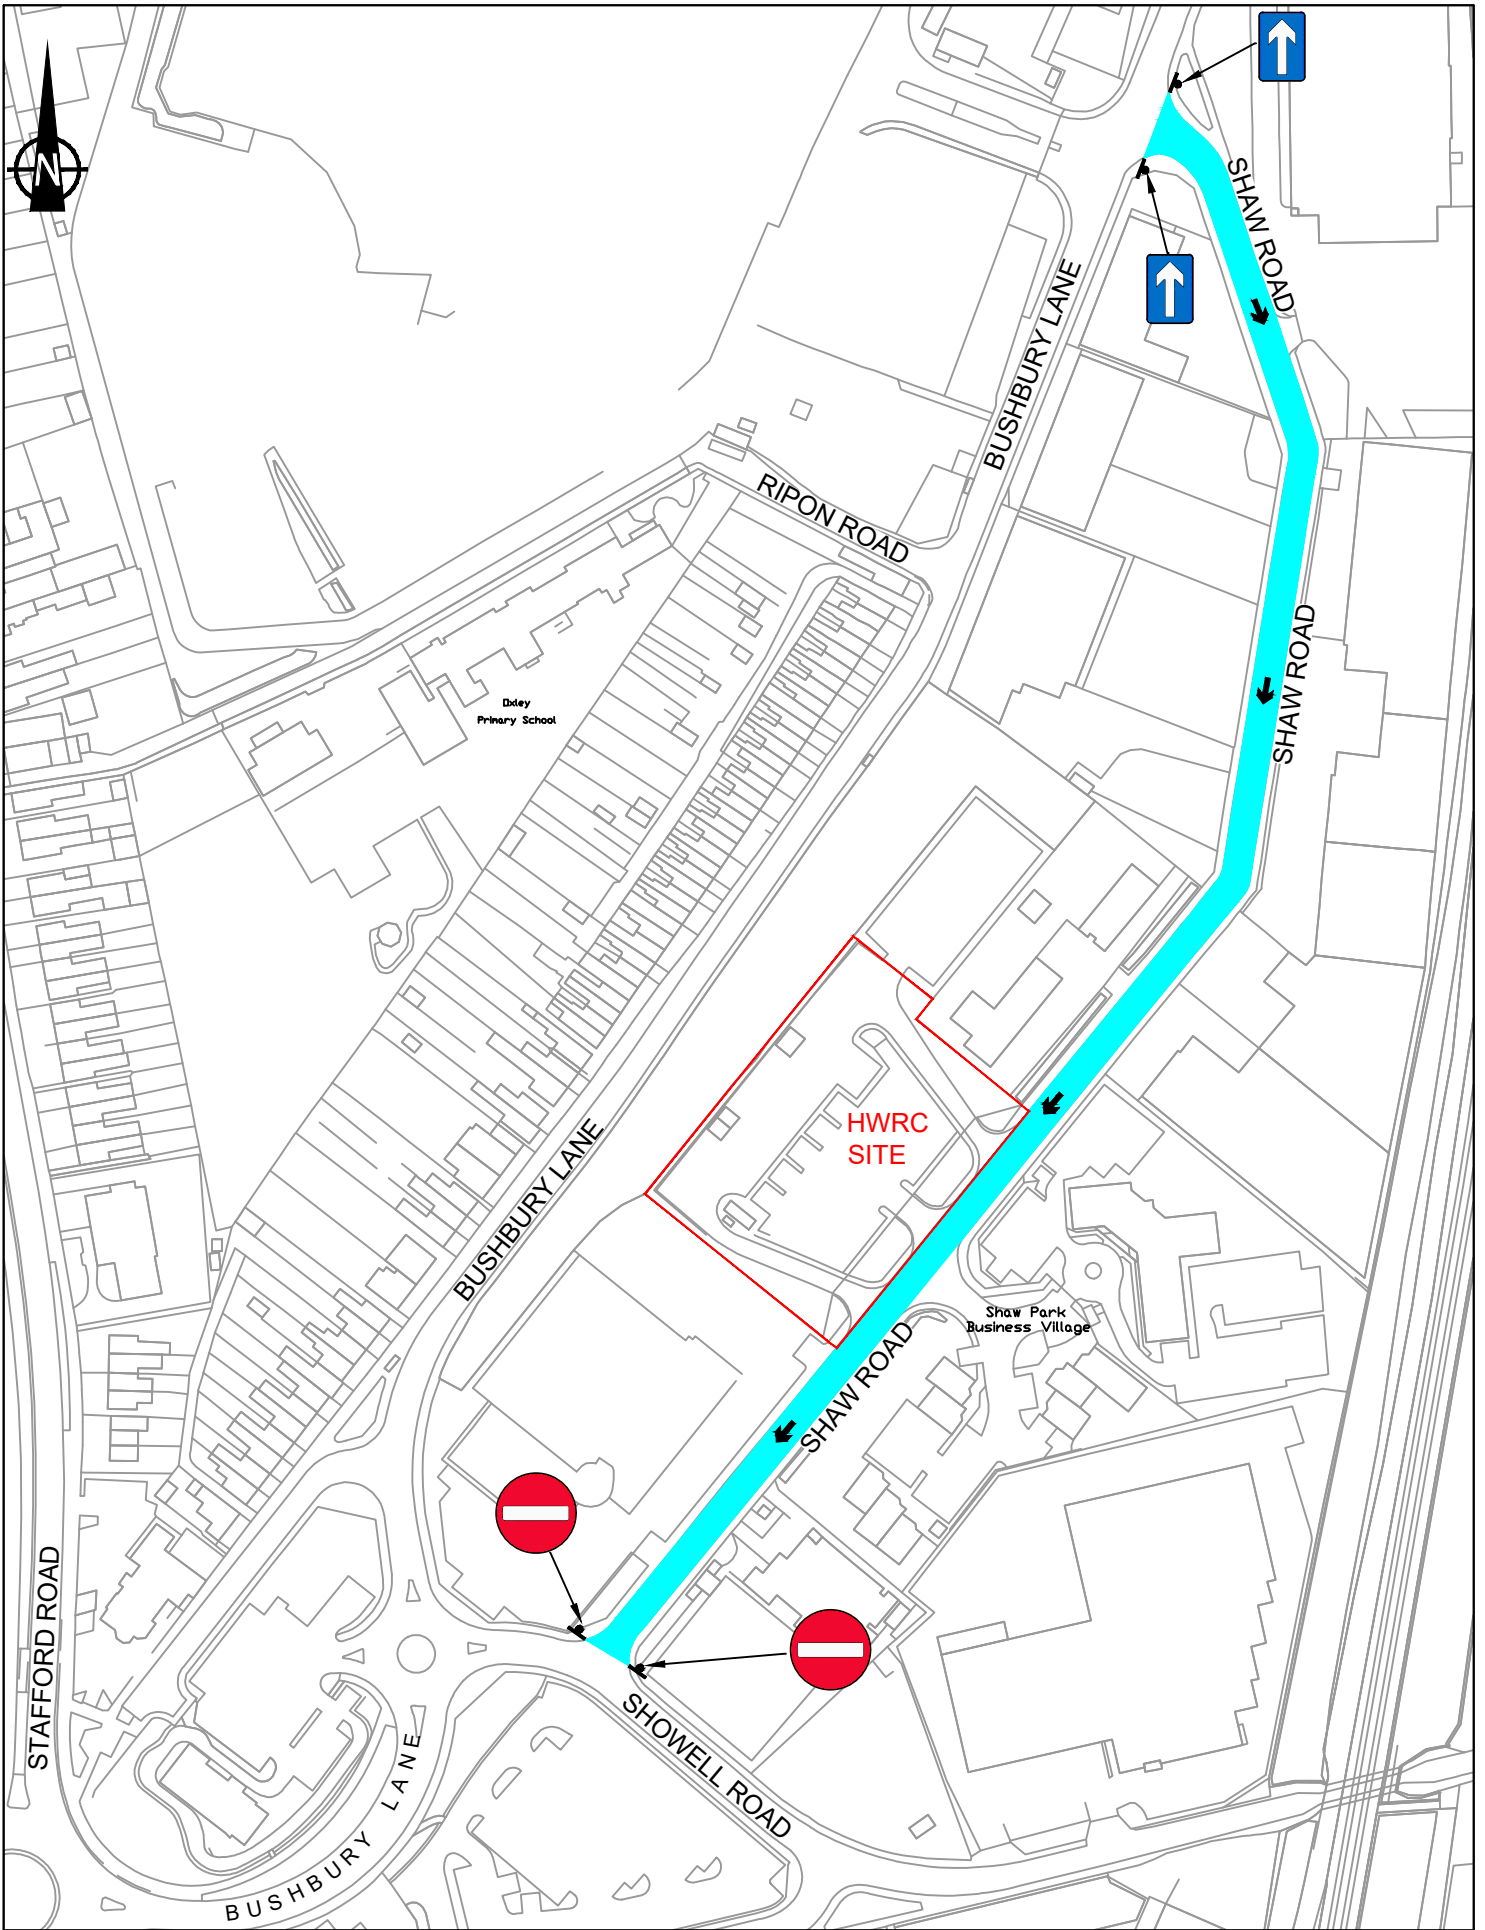 N
SHAW ROAD
BUSHBURY LANE
RIPON ROAD
SHAW ROAD
Oxley
Primary School
HWRC
SITE
BUSHBURY LANE
Shaw Park
Business Village
SHAW ROAD
STAFFORD ROAD
SHOWELL ROAD
BUSHBURY LANE